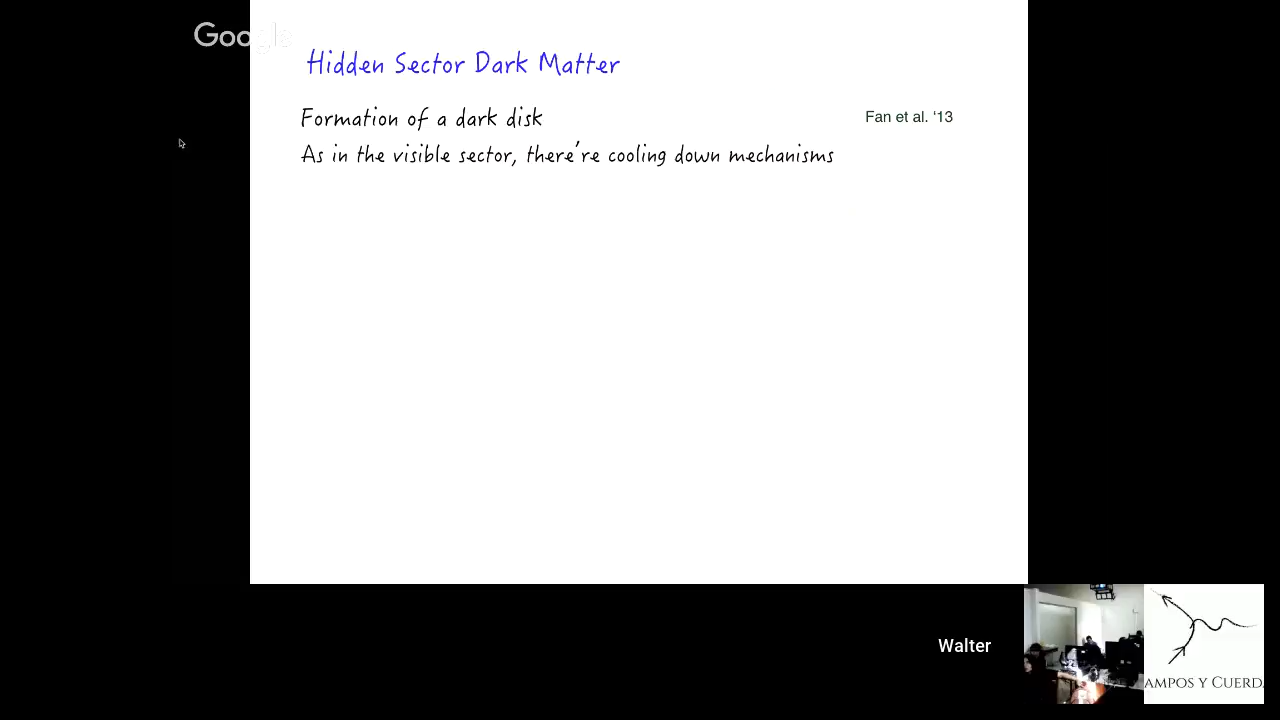 Google
Hidden Sector Dark Matter
Formation of a dark disk
Fan et al. ‘13
As in the visible sector, there're cooling down mechanisms
Walter
AMPOS Y CUERDA